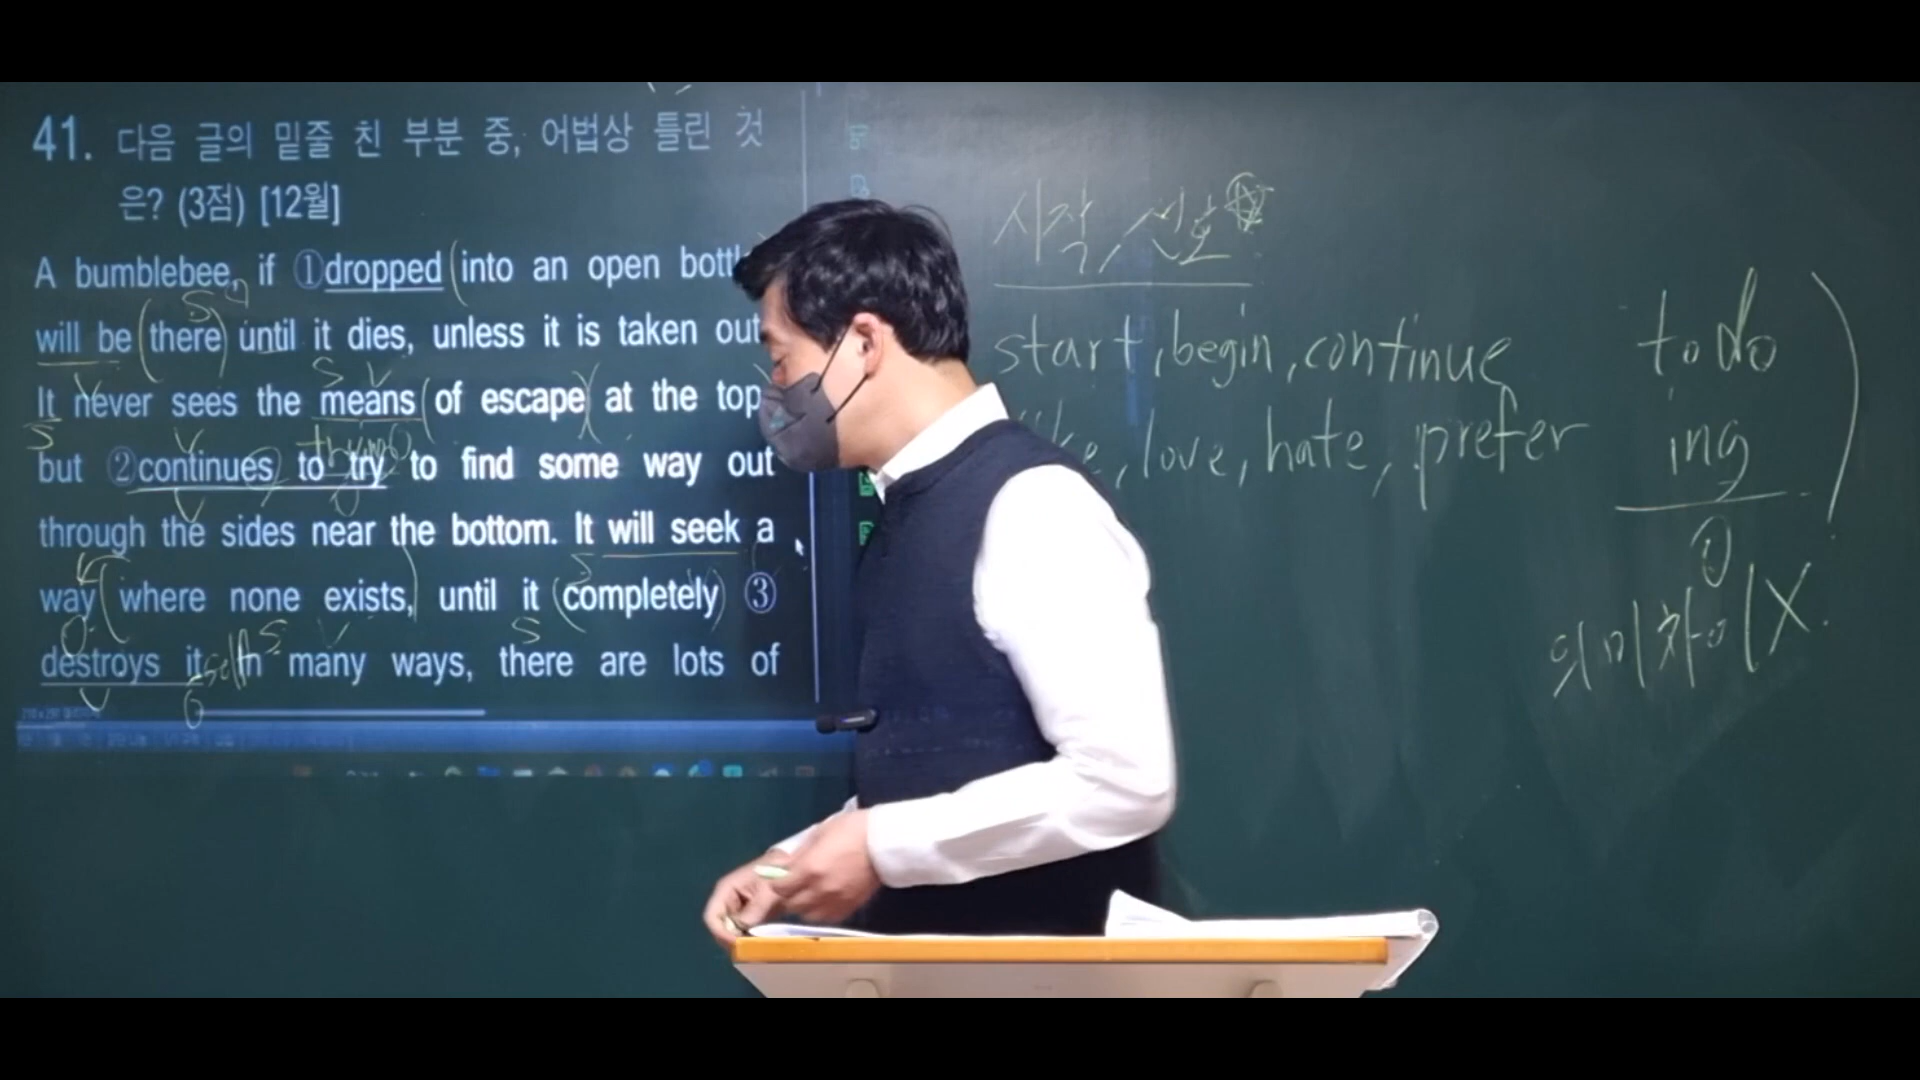 41. 다음 글의 밑줄 친 부분 중, 어법상 틀린 것
은? (3점) [12월]
A bumblebee, if ①dropped (into an open
will be (there) until it dies, unless it is taken out
S V
It never sees the means (of escape)(at the top
S V O trying
but ②continues to try to find some way out
V O
through the sides near the bottom. It will seek a
S
way (where none exists,) until it (completely) ③
O S V S
destroys it self In many ways, there are lots of
V O
시작, 선호
start, begin, continue
love, hate, prefer
to do
ing
O
의미차이 X